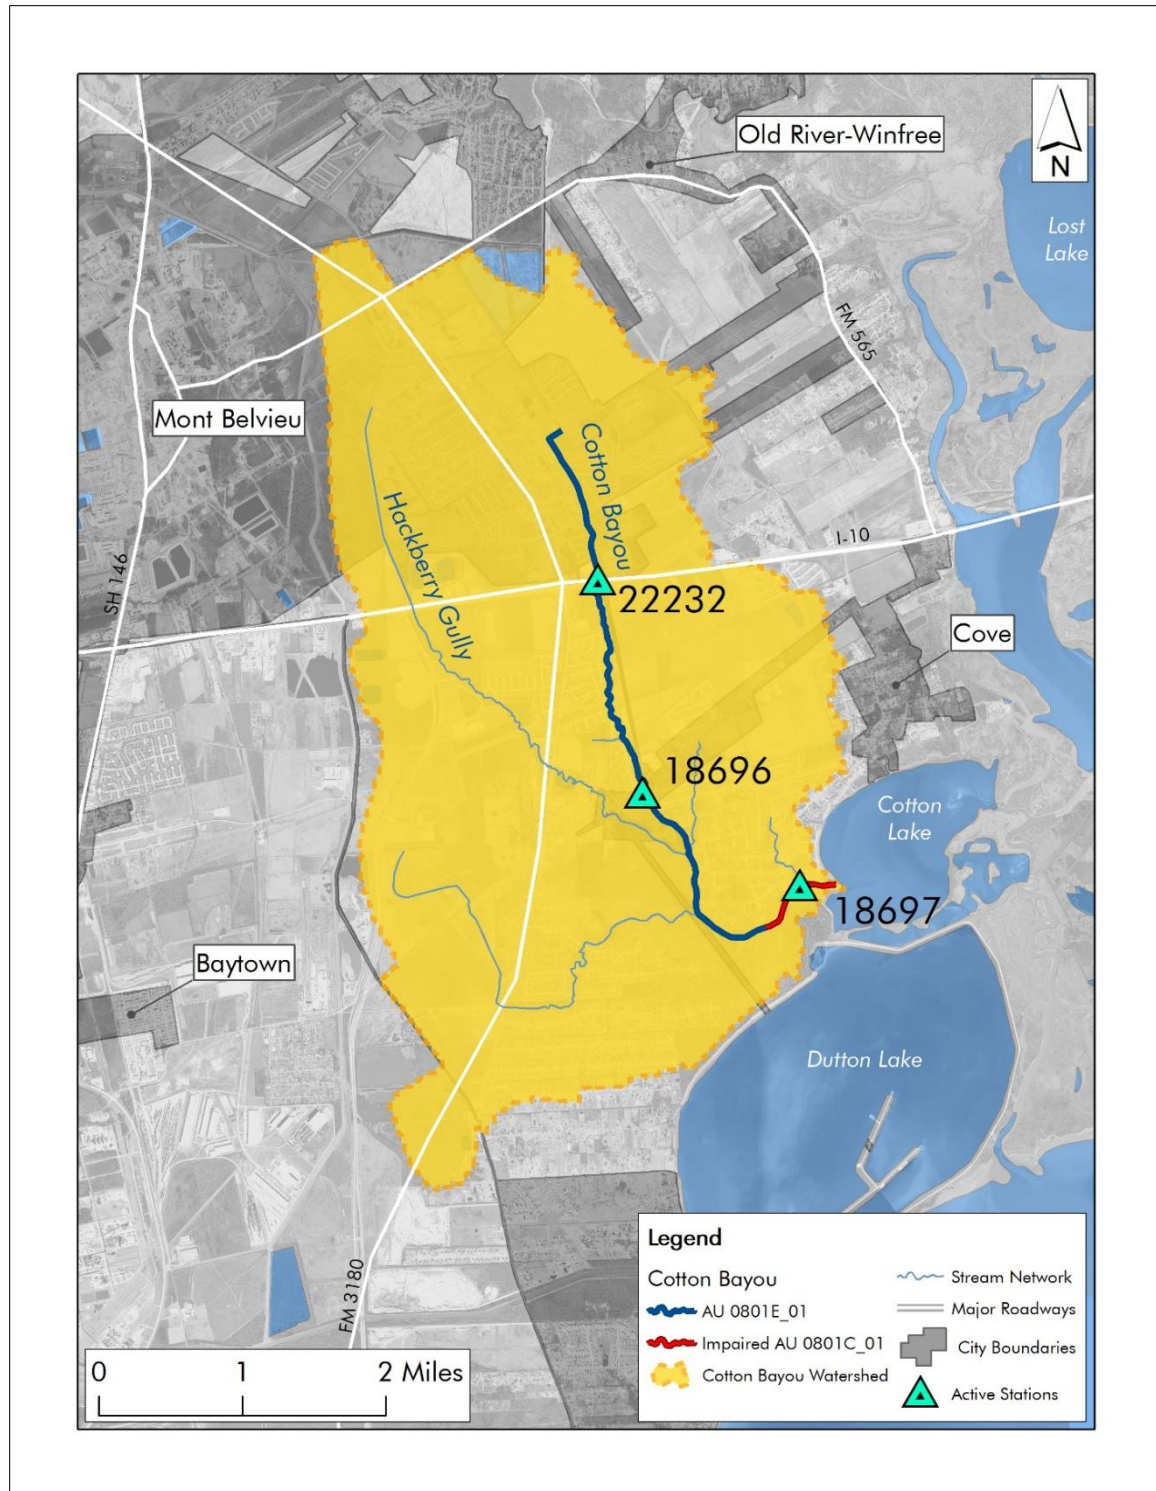 Old River-Winfree
N
Lost
Lake
FM 565
Mont Belvieu
Cotton Bayou
Hackberry Gully
I-10
SH 146
22232
Cove
18696
Cotton
Lake
18697
Baytown
Dutton Lake
FM 3180
Legend
Cotton Bayou
AU 0801E_01
Impaired AU 0801C_01
Cotton Bayou Watershed
Stream Network
Major Roadways
City Boundaries
Active Stations
0 1 2 Miles